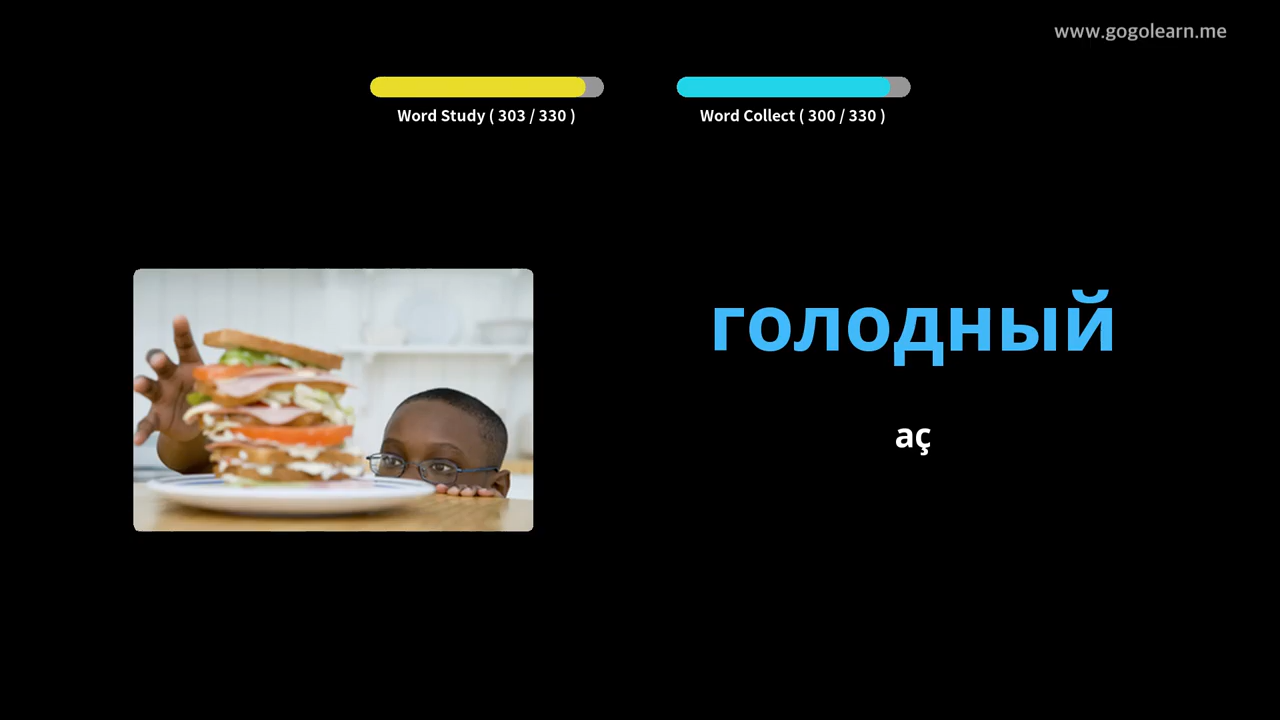 www.gogolearn.me
Word Study ( 303 / 330 )
Word Collect ( 300 / 330 )
голодный
aç